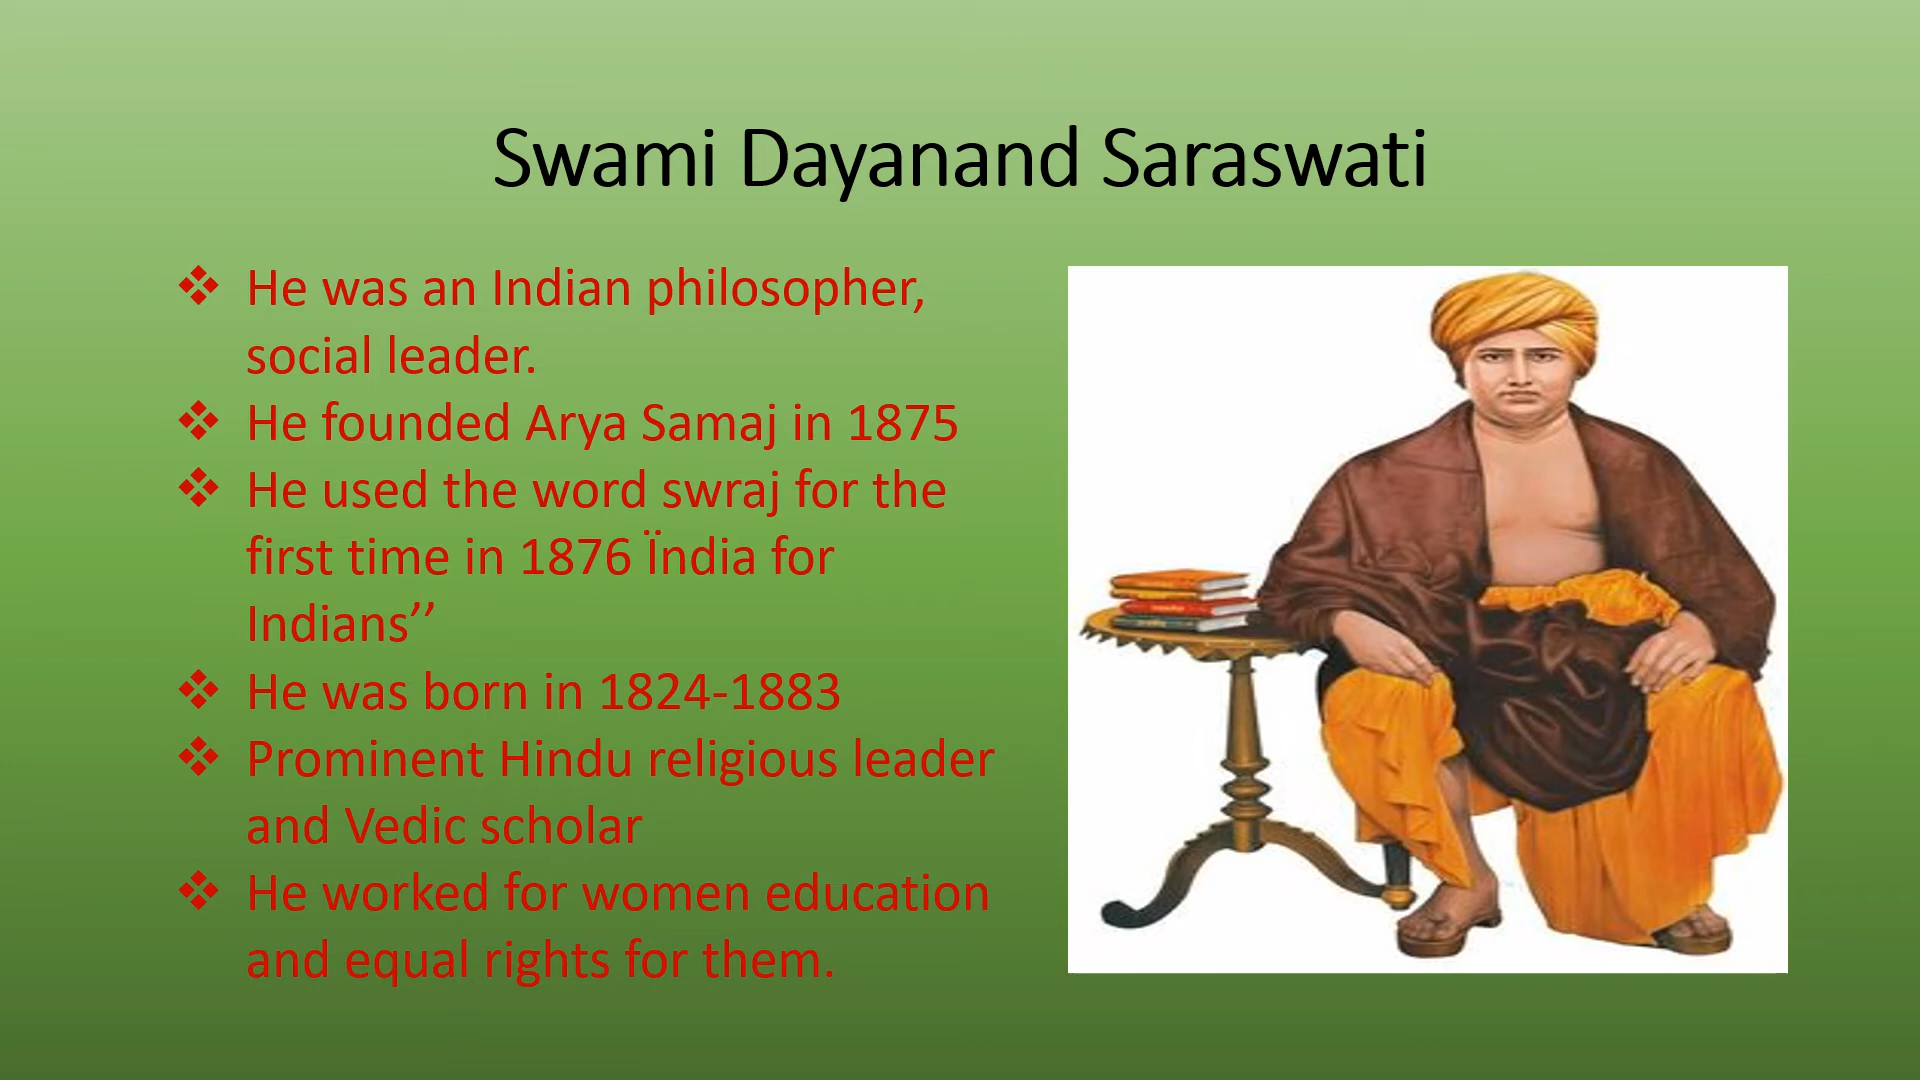 Swami Dayanand Saraswati
❖ He was an Indian philosopher,
social leader.
❖ He founded Arya Samaj in 1875
❖ He used the word swraj for the
first time in 1876 Ïndia for
Indians’’
❖ He was born in 1824-1883
❖ Prominent Hindu religious leader
and Vedic scholar
❖ He worked for women education
and equal rights for them.